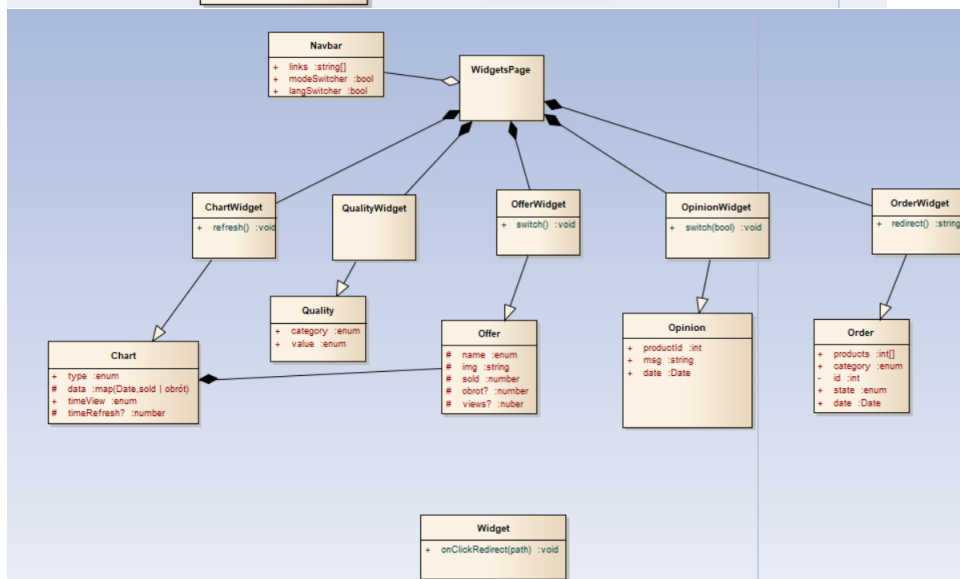 Navbar
+ links :string[]
+ modeSwitcher :bool
+ langSwitcher :bool
WidgetsPage
ChartWidget
+ refresh() :void
QualityWidget
OfferWidget
+ switch() :void
OpinionWidget
+ switch(bool) :void
OrderWidget
+ redirect() :string
Chart
+ type :enum
# data :map(Date,sold | obrót)
+ timeView :enum
# timeRefresh? :number
Quality
+ category :enum
+ value :enum
Offer
# name :enum
# img :string
# sold :number
# obrot? :number
# views? :nuber
Opinion
+ productId :int
+ msg :string
+ date :Date
Order
+ products :int[]
+ category :enum
- id :int
+ state :enum
+ date :Date
Widget
+ onClickRedirect(path) :void